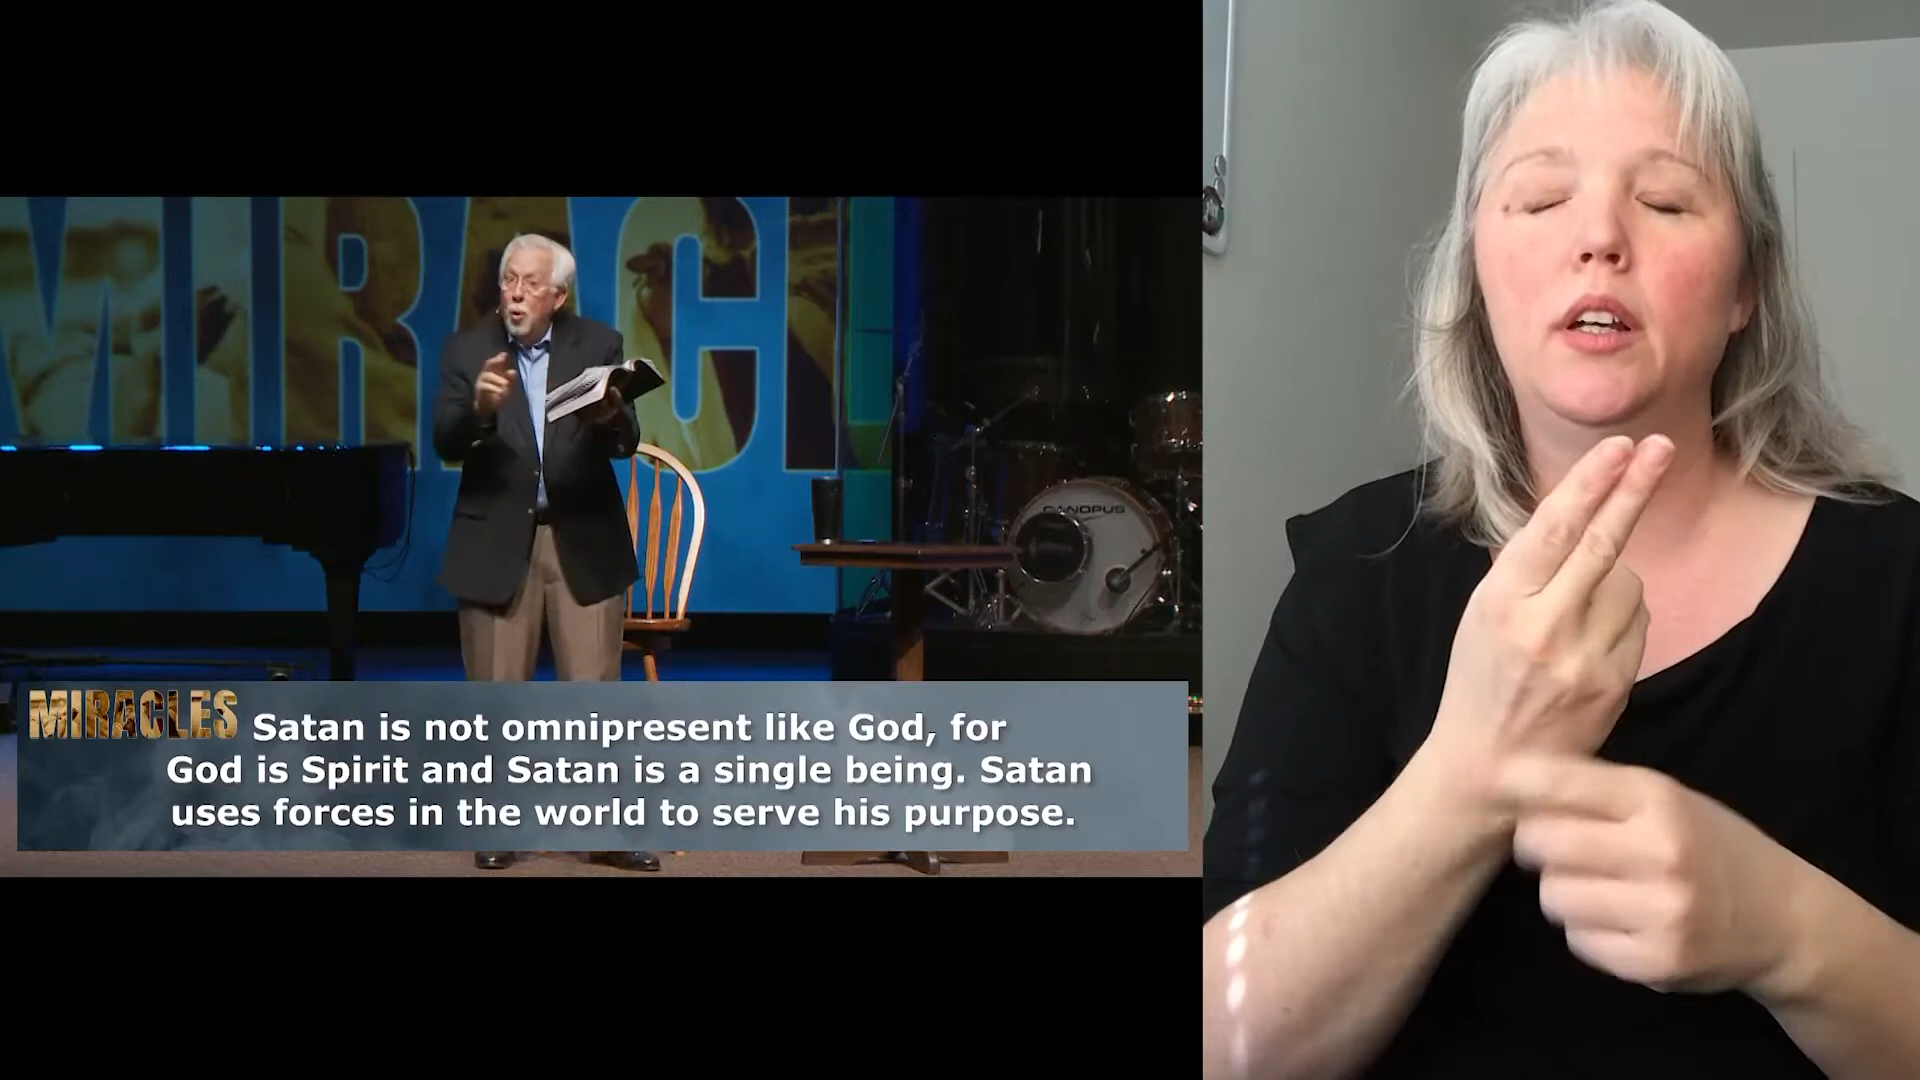 MIRACL
CANOPUS
MIRACLES
Satan is not omnipresent like God, for
God is Spirit and Satan is a single being. Satan
uses forces in the world to serve his purpose.